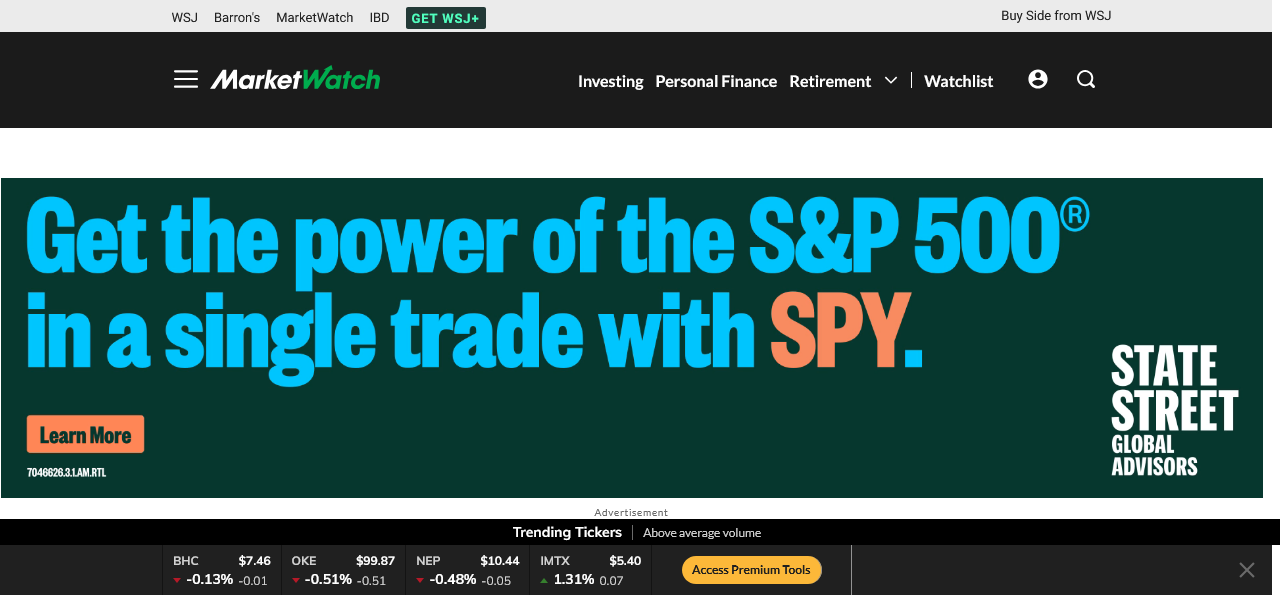 WSJ Barron's MarketWatch IBD GET WSJ+ Buy Side from WSJ
MarketWatch Investing Personal Finance Retirement Watchlist
Get the power of the S&P 500®
in a single trade with SPY.
STATE
STREET
GLOBAL
ADVISORS
Learn More
7046626.3.1.AM.RTL
Advertisement
Trending Tickers Above average volume
BHC $7.46 OKE $99.87 NEP $10.44 IMTX $5.40
-0.13% -0.01 -0.51% -0.51 -0.48% -0.05 1.31% 0.07
Access Premium Tools